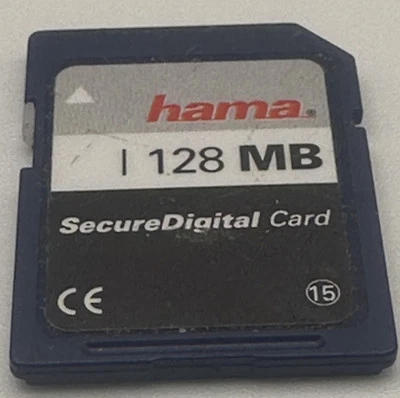 hama®
| 128 MB
SecureDigital Card
CE
15